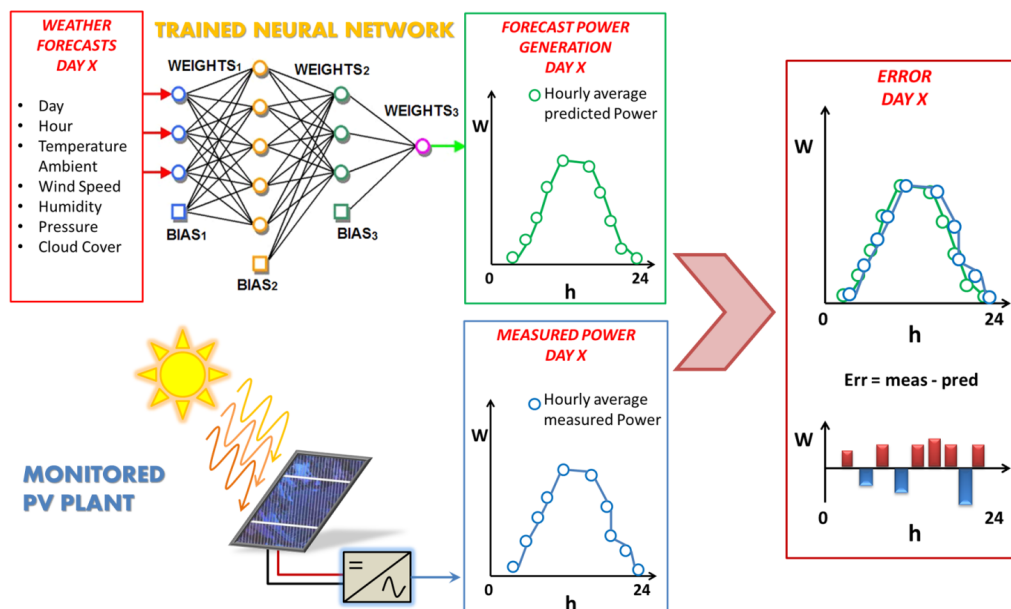 WEATHER
FORECASTS
DAY X
• Day
• Hour
• Temperature
Ambient
• Wind Speed
• Humidity
• Pressure
• Cloud Cover
TRAINED NEURAL NETWORK
WEIGHTS1
WEIGHTS2
WEIGHTS3
BIAS1
BIAS2
BIAS3
FORECAST POWER
GENERATION
DAY X
W
Hourly average
predicted Power
0
24
h
MONITORED
PV PLANT
MEASURED POWER
DAY X
W
Hourly average
measured Power
0
24
h
ERROR
DAY X
W
0
24
h
Err = meas - pred
W
0
24
h